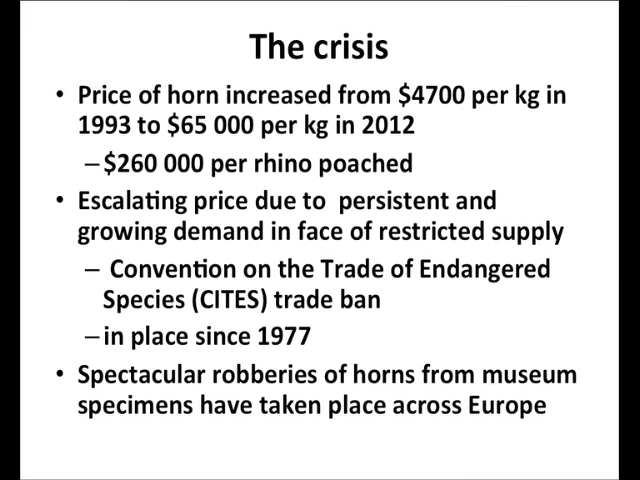 The crisis
• Price of horn increased from $4700 per kg in
1993 to $65 000 per kg in 2012
– $260 000 per rhino poached
• Escalating price due to persistent and
growing demand in face of restricted supply
– Convention on the Trade of Endangered
Species (CITES) trade ban
– in place since 1977
• Spectacular robberies of horns from museum
specimens have taken place across Europe